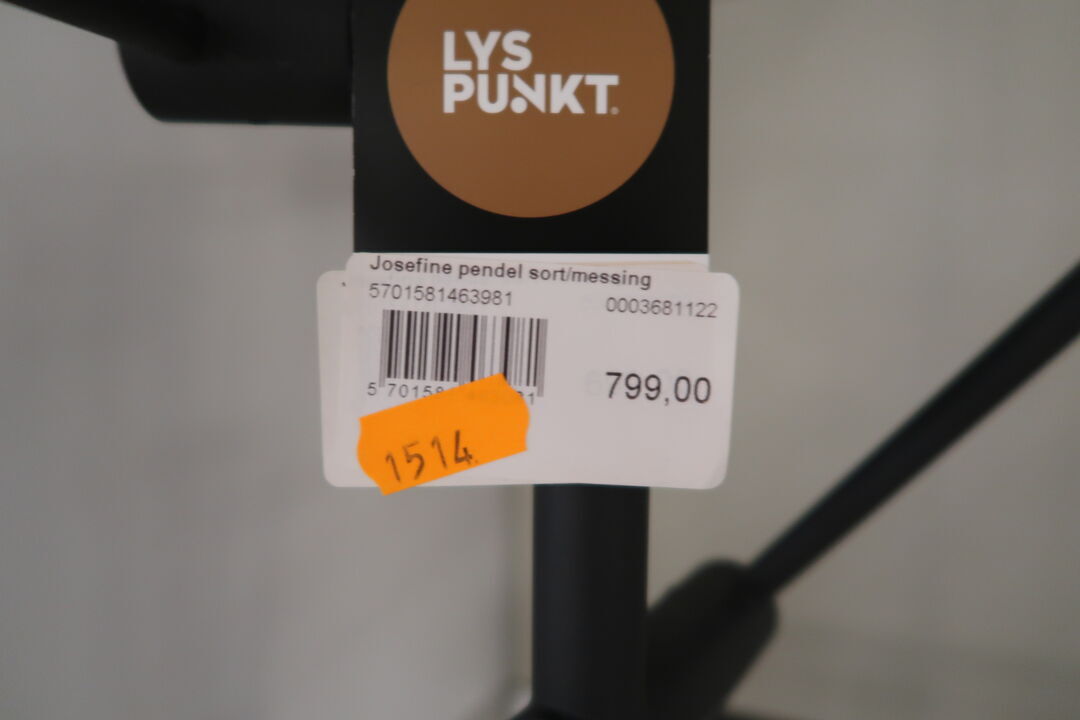 LYS
PUNKT
Josefine pendel sort/messing
5701581463981
0003681122
799,00
1514